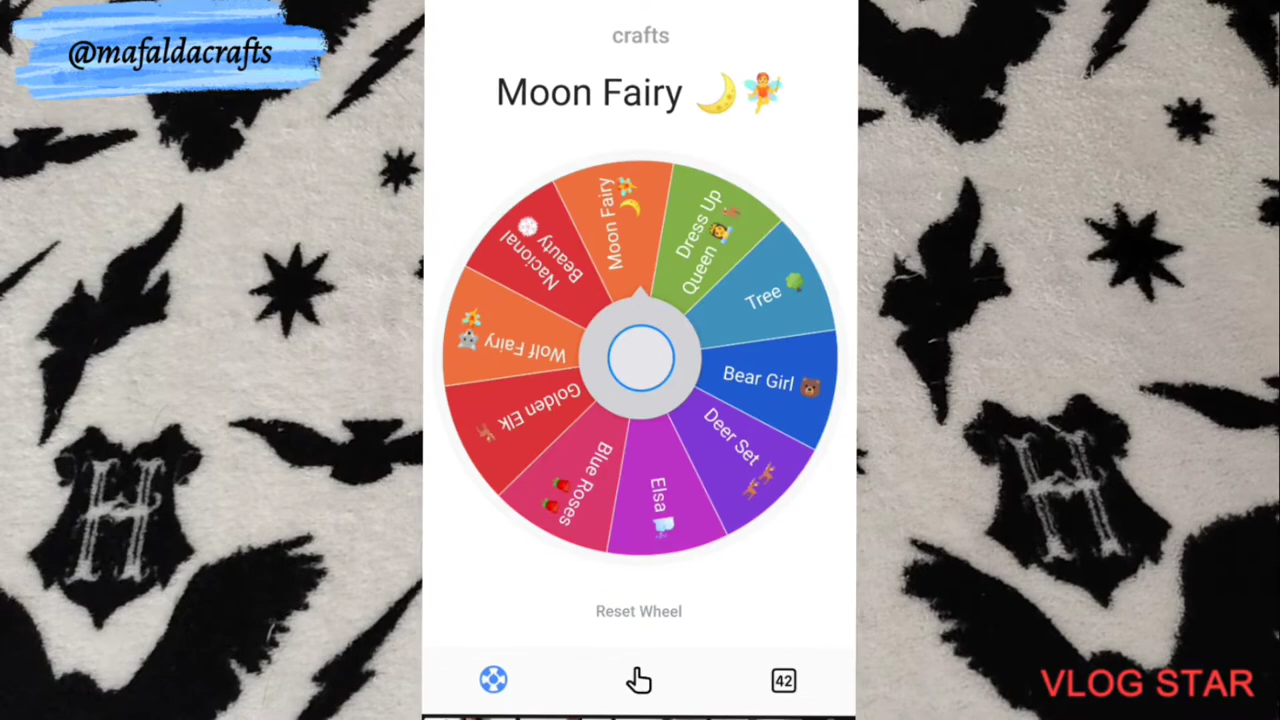 @mafaldacrafts
crafts
Moon Fairy 🌙🧚
Moon Fairy
Dress Up
Queen
Tree
Bear Girl
Deer Set
Elsa
Blue Roses
Golden Elk
Wolf Fairy
Nacional
Beauty
Reset Wheel
42
H
H
VLOG STAR